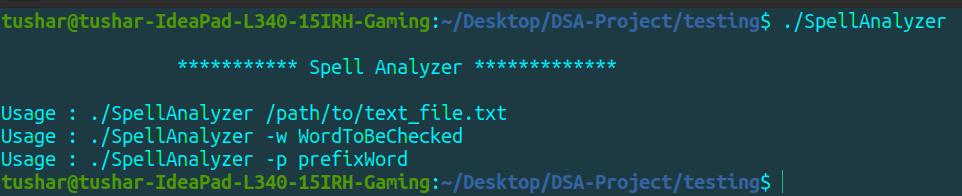 tushar@tushar-IdeaPad-L340-15IRH-Gaming:~/Desktop/DSA-Project/testing$ ./SpellAnalyzer
*********** Spell Analyzer *************
Usage : ./SpellAnalyzer /path/to/text_file.txt
Usage : ./SpellAnalyzer -w WordToBeChecked
Usage : ./SpellAnalyzer -p prefixWord
tushar@tushar-IdeaPad-L340-15IRH-Gaming:~/Desktop/DSA-Project/testing$